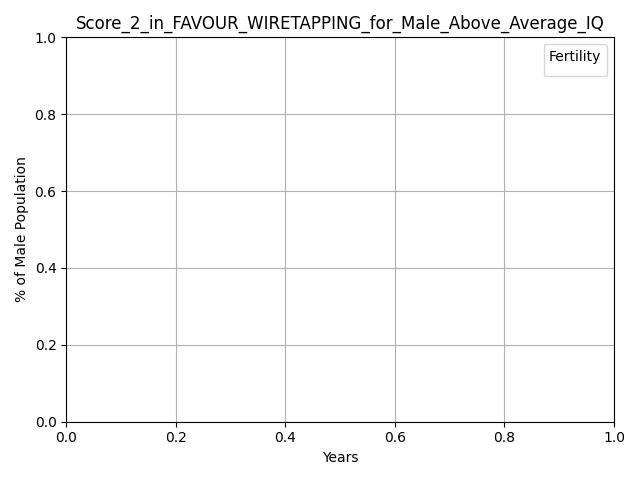 Score_2_in_FAVOUR_WIRETAPPING_for_Male_Above_Average_IQ
Fertility
% of Male Population
1.0
0.8
0.6
0.4
0.2
0.0
0.0 0.2 0.4 0.6 0.8 1.0
Years